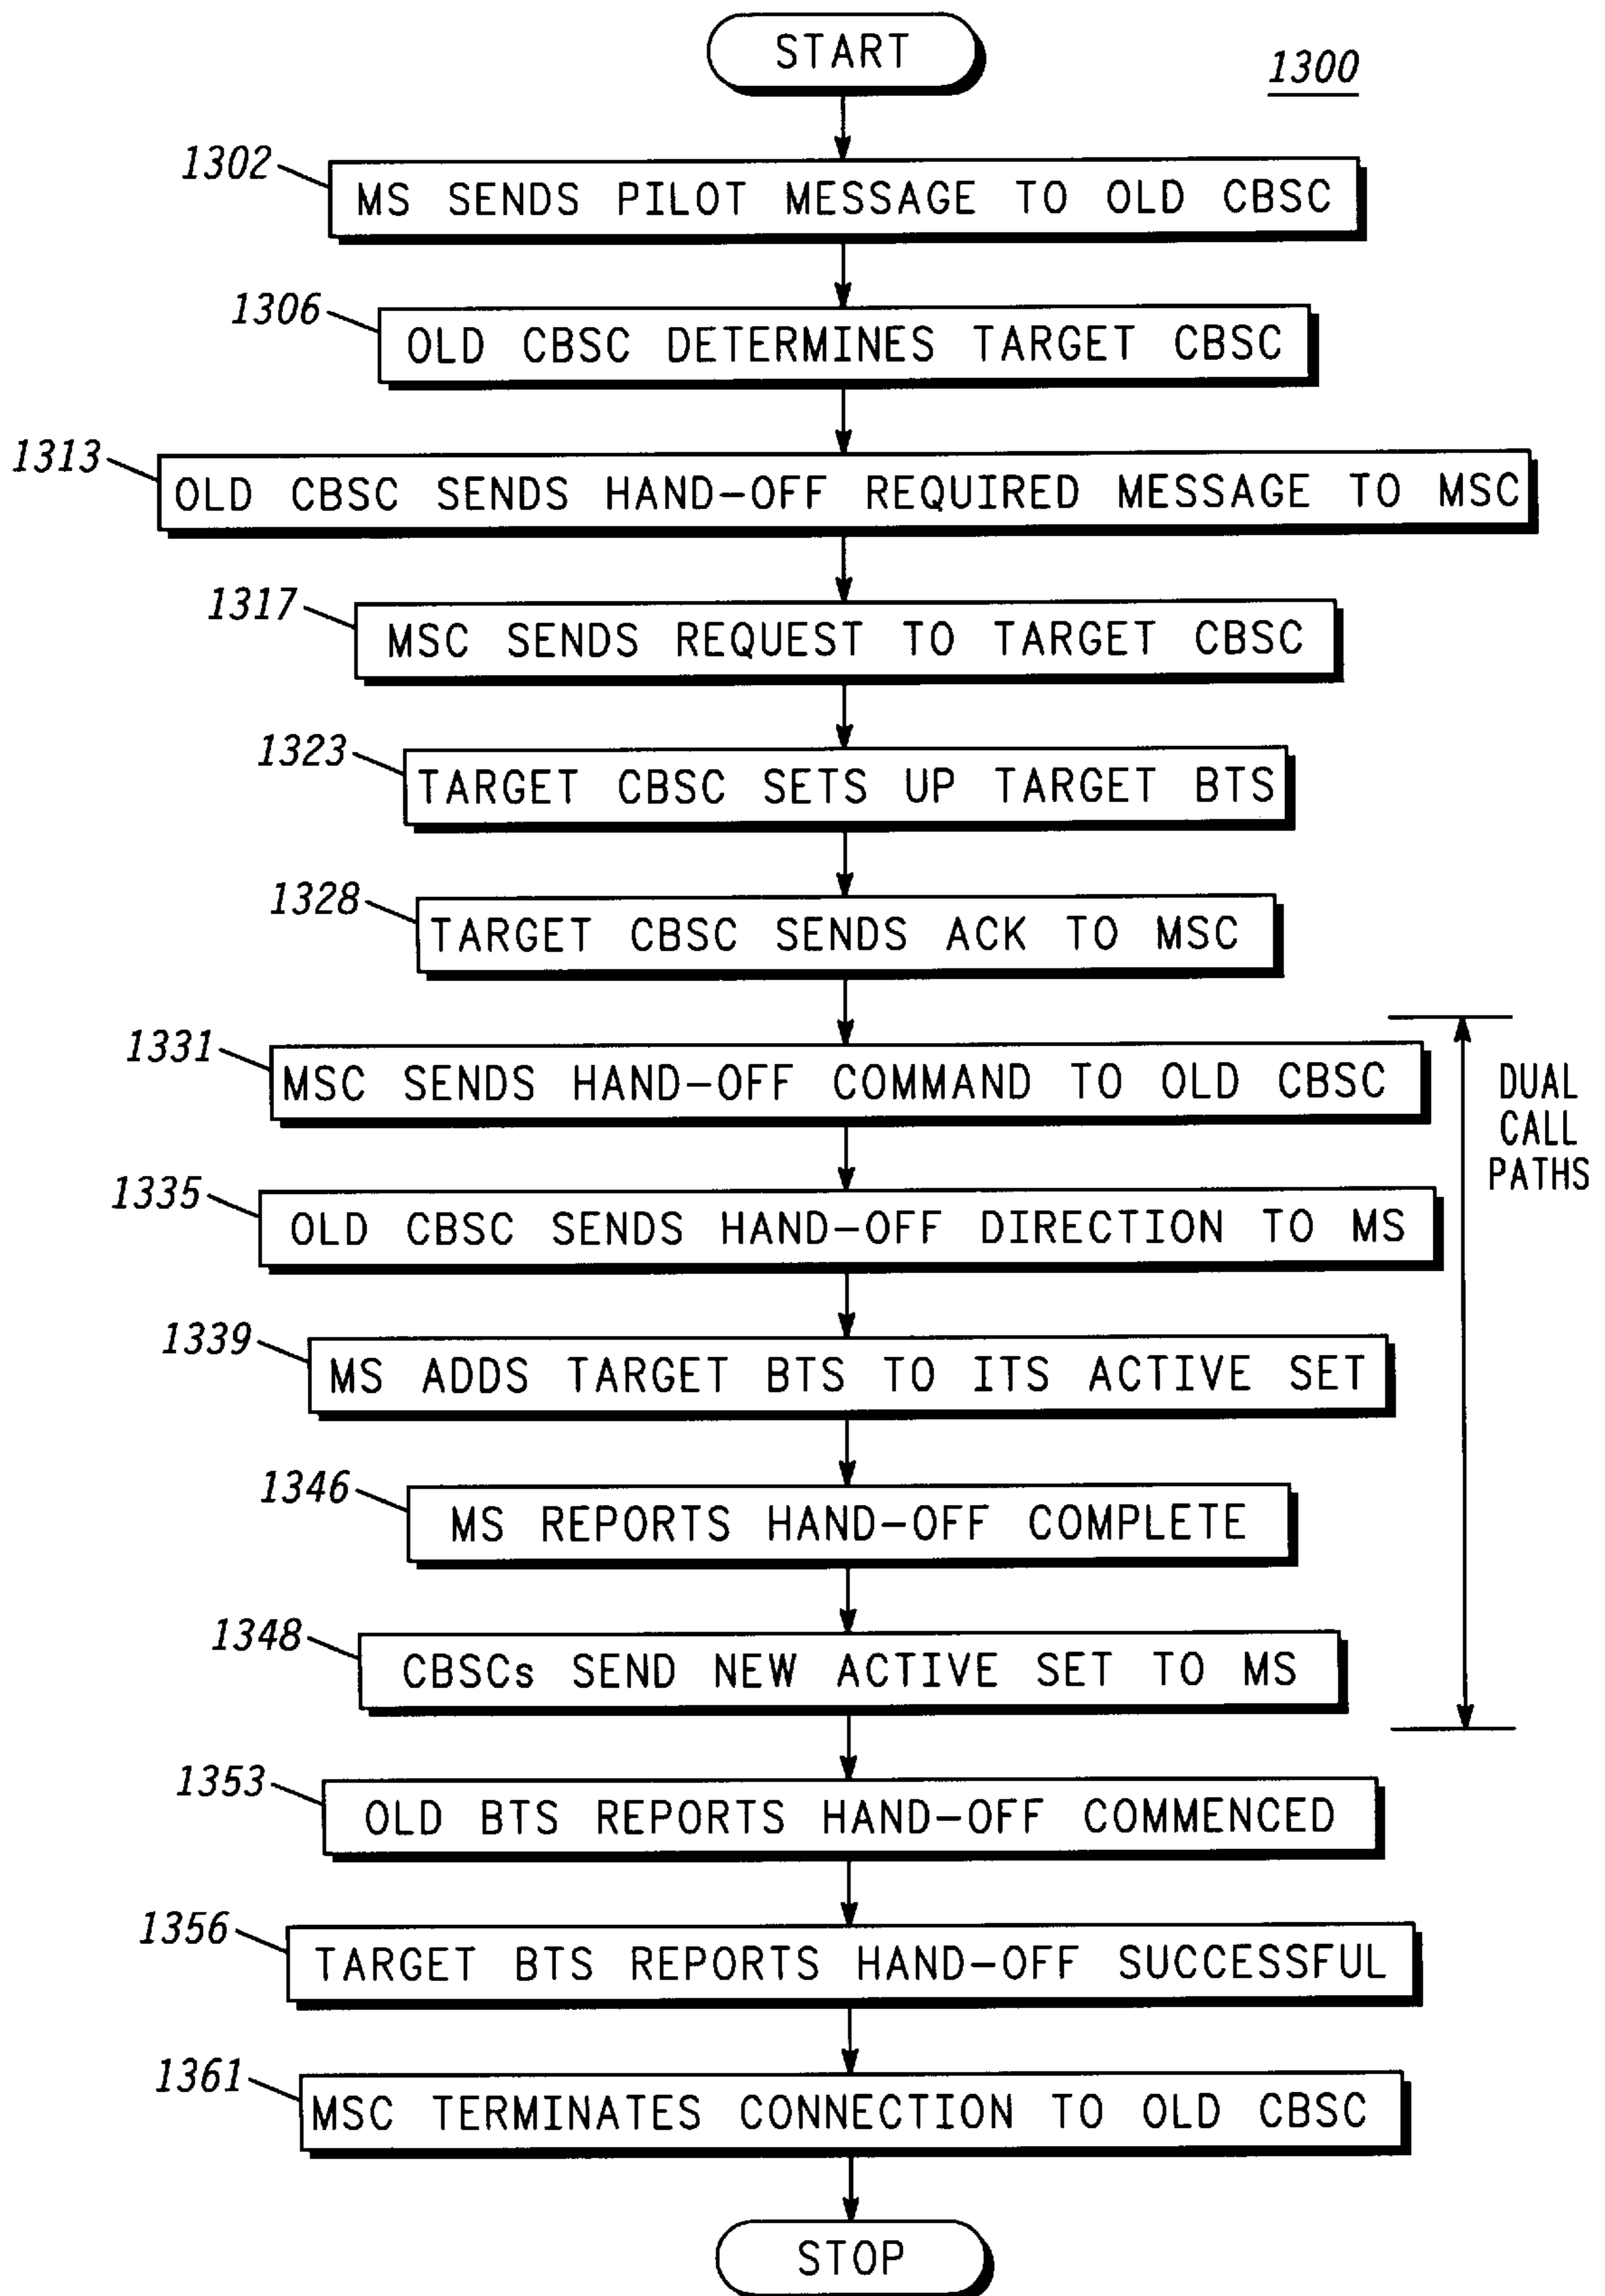 START
1300
1302
MS SENDS PILOT MESSAGE TO OLD CBSC
1306
OLD CBSC DETERMINES TARGET CBSC
1313
OLD CBSC SENDS HAND-OFF REQUIRED MESSAGE TO MSC
1317
MSC SENDS REQUEST TO TARGET CBSC
1323
TARGET CBSC SETS UP TARGET BTS
1328
TARGET CBSC SENDS ACK TO MSC
1331
MSC SENDS HAND-OFF COMMAND TO OLD CBSC
DUAL
CALL
PATHS
1335
OLD CBSC SENDS HAND-OFF DIRECTION TO MS
1339
MS ADDS TARGET BTS TO ITS ACTIVE SET
1346
MS REPORTS HAND-OFF COMPLETE
1348
CBSCs SEND NEW ACTIVE SET TO MS
1353
OLD BTS REPORTS HAND-OFF COMMENCED
1356
TARGET BTS REPORTS HAND-OFF SUCCESSFUL
1361
MSC TERMINATES CONNECTION TO OLD CBSC
STOP